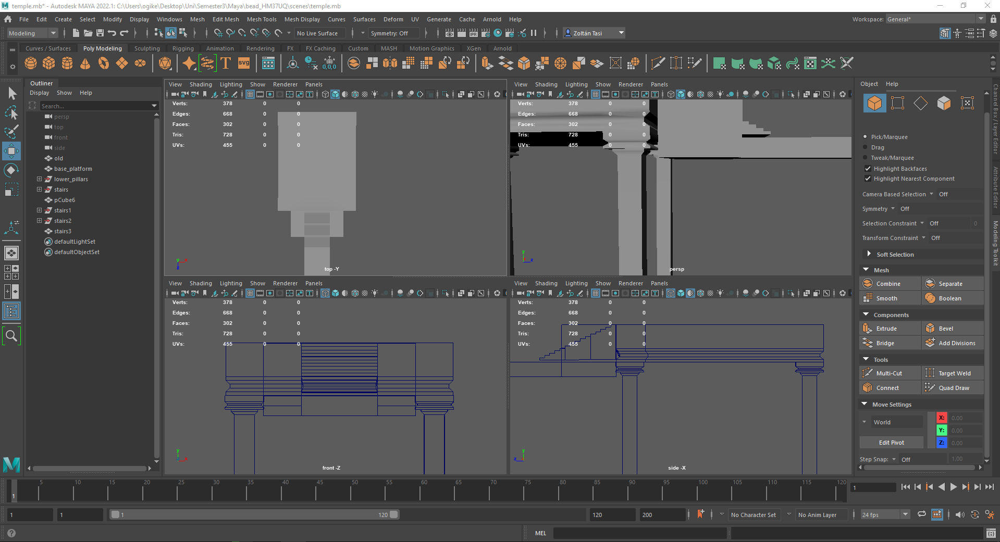 temple.mb* - Autodesk MAYA 2022.1: C:\Users\ogike\Desktop\Uni\Semester3\Maya\bead_HM37UQ\scenes\temple.mb
File Edit Create Select Modify Display Windows Mesh Edit Mesh Mesh Tools Mesh Display Curves Surfaces Deform UV Generate Cache Arnold Help
Workspace: General*
Modeling No Live Surface Symmetry: Off IPR Zoltán Tasi
Curves / Surfaces Poly Modeling Sculpting Rigging Animation Rendering FX FX Caching Custom MASH Motion Graphics XGen Arnold
T svg 0,0,0
Outliner
Display Show Help
Search...
persp
top
front
side
old
base_platform
lower_pillars
stairs
pCube6
stairs1
stairs2
stairs3
defaultLightSet
defaultObjectSet
View Shading Lighting Show Renderer Panels
Verts: 378 0 0
Edges: 668 0 0
Faces: 302 0 0
Tris: 728 0 0
UVs: 455 0 0
y x
z
top -Y
View Shading Lighting Show Renderer Panels
Verts: 378 0 0
Edges: 668 0 0
Faces: 302 0 0
Tris: 728 0 0
UVs: 455 0 0
y
z
persp
View Shading Lighting Show Renderer Panels
Verts: 378 0 0
Edges: 668 0 0
Faces: 302 0 0
Tris: 728 0 0
UVs: 455 0 0
y
z x
front -Z
View Shading Lighting Show Renderer Panels
Verts: 378 0 0
Edges: 668 0 0
Faces: 302 0 0
Tris: 728 0 0
UVs: 455 0 0
y
z
side -X
Object Help
Pick/Marquee
Drag
Tweak/Marquee
Highlight Backfaces
Highlight Nearest Component
Camera Based Selection Off
Symmetry Off
Selection Constraint Off 0
Transform Constraint Off
Soft Selection
Mesh
Combine Separate
Smooth Boolean
Components
Extrude Bevel
Bridge Add Divisions
Tools
Multi-Cut Target Weld
Connect Quad Draw
Move Settings
World
X: 0.00
Y: 0.00
Z: 0.00
Edit Pivot
Step Snap: Off 1.00
Channel Box / Layer Editor
Attribute Editor
Modeling Toolkit
5 10 15 20 25 30 35 40 45 50 55 60 65 70 75 80 85 90 95 100 105 110 115 120
1
1
1 1 1 120 120 200 No Character Set No Anim Layer 24 fps
MEL